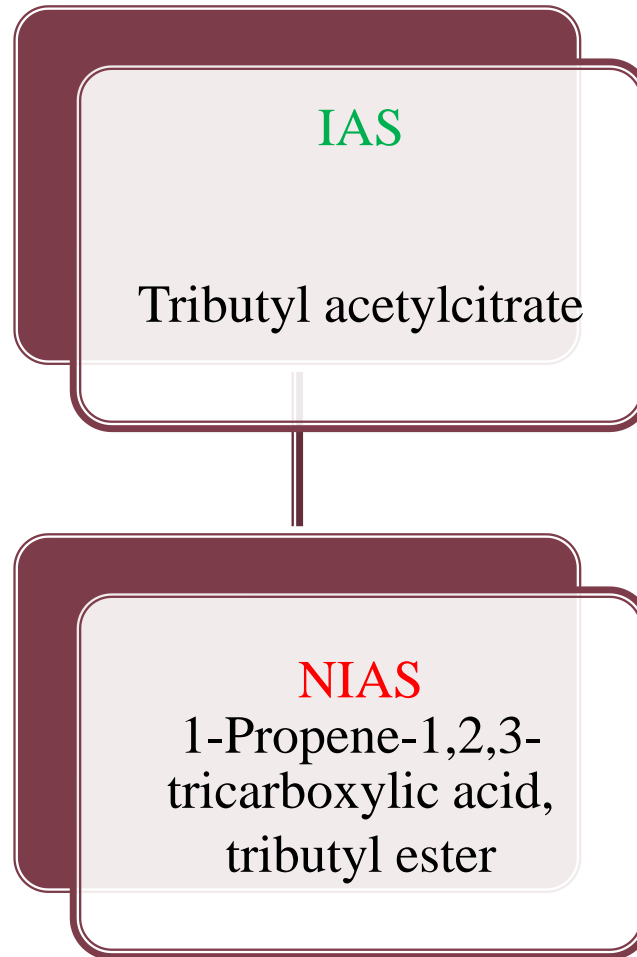 IAS
Tributyl acetylcitrate
NIAS
1-Propene-1,2,3-
tricarboxylic acid,
tributyl ester